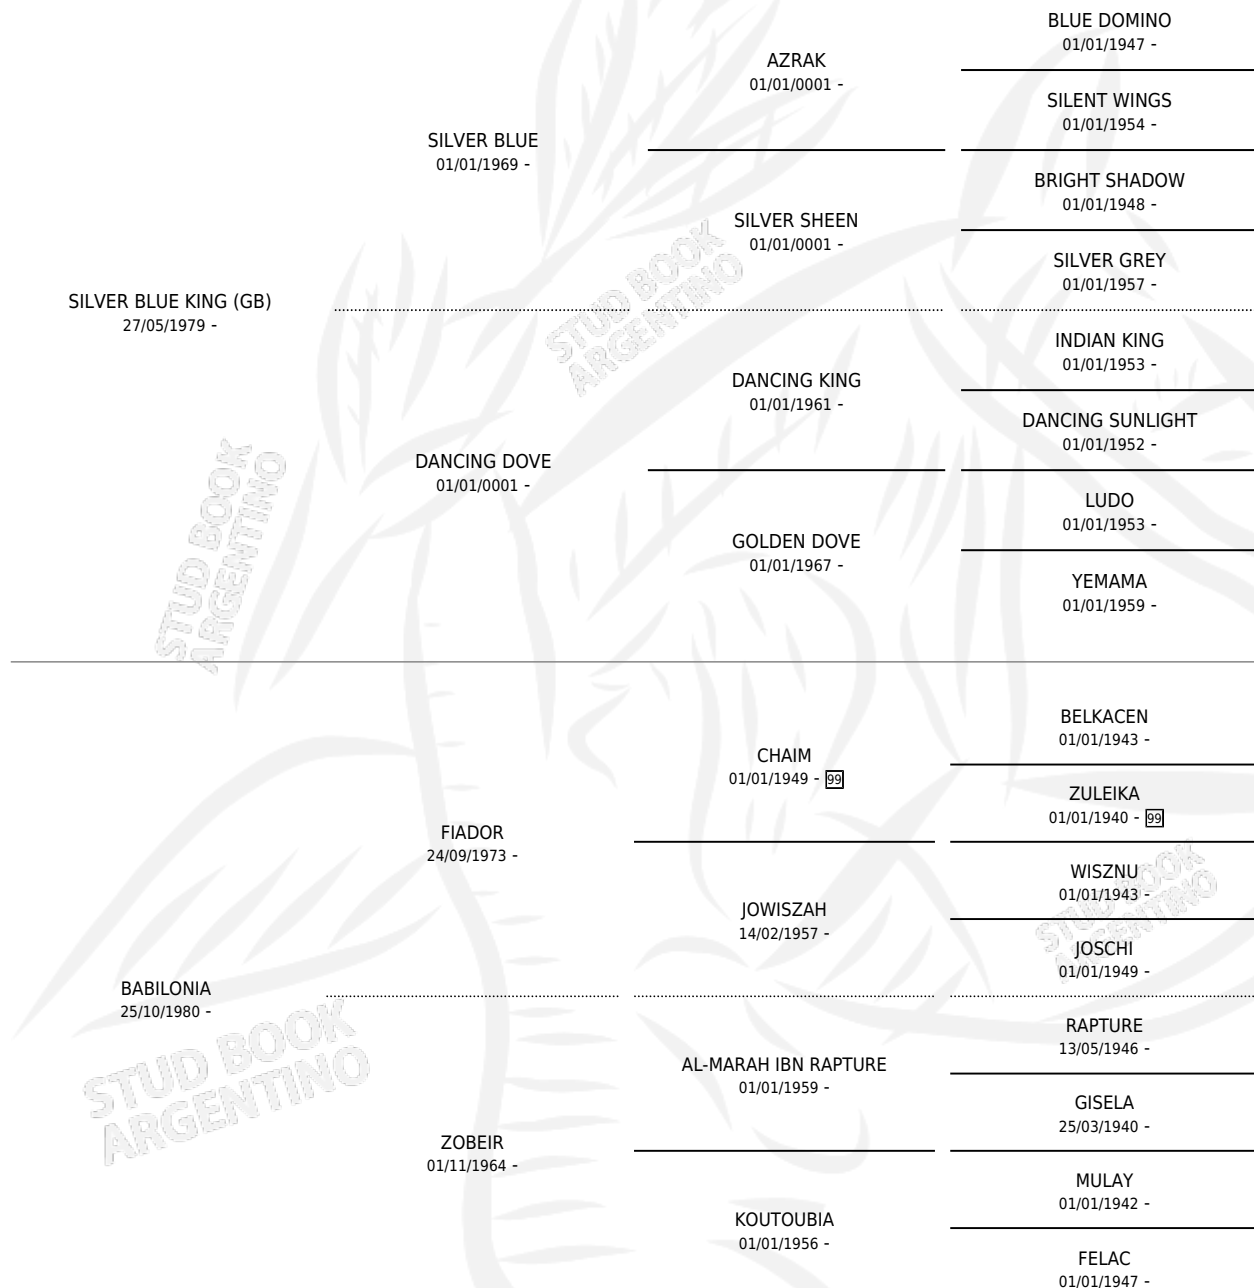 BLUE DOMINO
01/01/1947 -
AZRAK
01/01/0001 -
SILENT WINGS
01/01/1954 -
SILVER BLUE
01/01/1969 -
BRIGHT SHADOW
01/01/1948 -
SILVER SHEEN
01/01/0001 -
SILVER GREY
01/01/1957 -
SILVER BLUE KING (GB)
27/05/1979 -
INDIAN KING
01/01/1953 -
DANCING KING
01/01/1961 -
DANCING SUNLIGHT
01/01/1952 -
DANCING DOVE
01/01/0001 -
LUDO
01/01/1953 -
GOLDEN DOVE
01/01/1967 -
YEMAMA
01/01/1959 -
BELKACEN
01/01/1943 -
CHAIM
01/01/1949 - 99
ZULEIKA
01/01/1940 - 99
FIADOR
24/09/1973 -
WISZNU
01/01/1943 -
JOWISZAH
14/02/1957 -
JOSCHI
01/01/1949 -
BABILONIA
25/10/1980 -
RAPTURE
13/05/1946 -
AL-MARAH IBN RAPTURE
01/01/1959 -
GISELA
25/03/1940 -
ZOBEIR
01/11/1964 -
MULAY
01/01/1942 -
KOUTOUBIA
01/01/1956 -
FELAC
01/01/1947 -
STUD BOOK
ARGENTINO
STUD BOOK
ARGENTINO
STUD BOOK
ARGENTINO
STUD BOOK
ARGENTINO